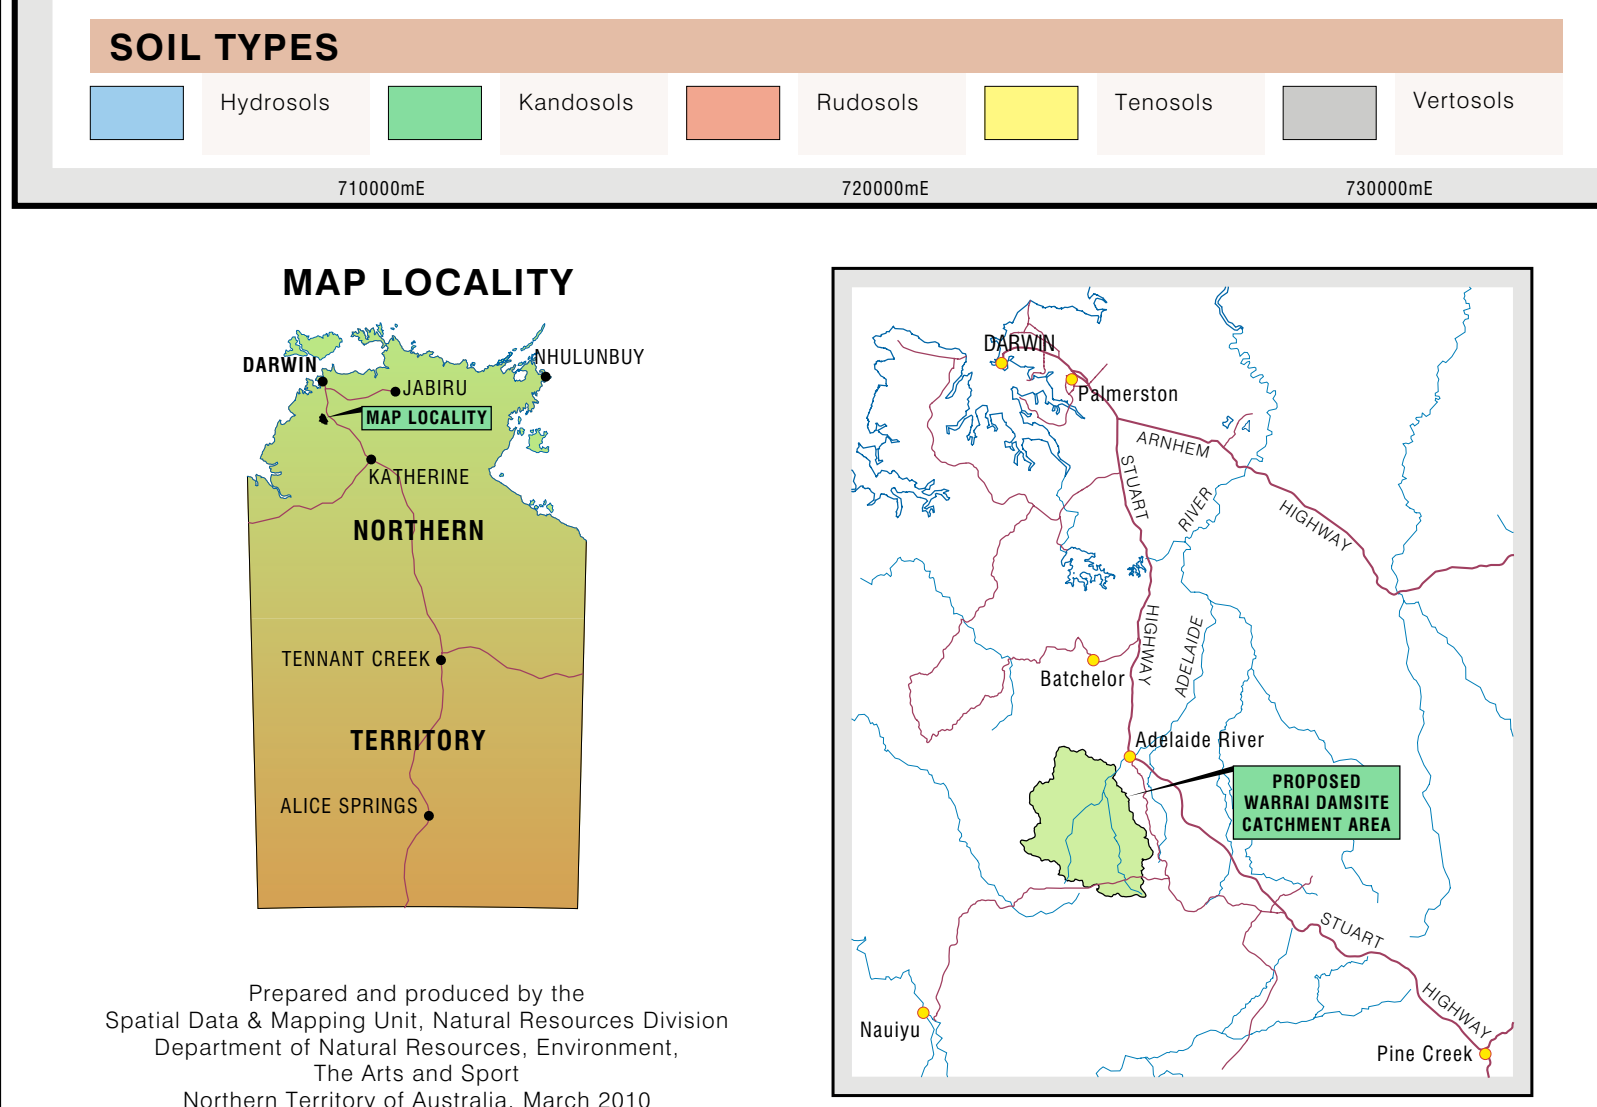 SOIL TYPES
Hydrosols
Kandosols
Rudosols
Tenosols
Vertosols
710000mE
720000mE
730000mE
MAP LOCALITY
DARWIN
NHULUNBUY
JABIRU
MAP LOCALITY
KATHERINE
NORTHERN
TENNANT CREEK
TERRITORY
ALICE SPRINGS
Prepared and produced by the
Spatial Data & Mapping Unit, Natural Resources Division
Department of Natural Resources, Environment,
The Arts and Sport
Northern Territory of Australia, March 2010
DARWIN
Palmerston
ARNHEM
HIGHWAY
STUART
HIGHWAY
RIVER
ADELAIDE
Batchelor
Adelaide River
PROPOSED
WARRAI DAMSITE
CATCHMENT AREA
STUART
HIGHWAY
Nauiyu
Pine Creek